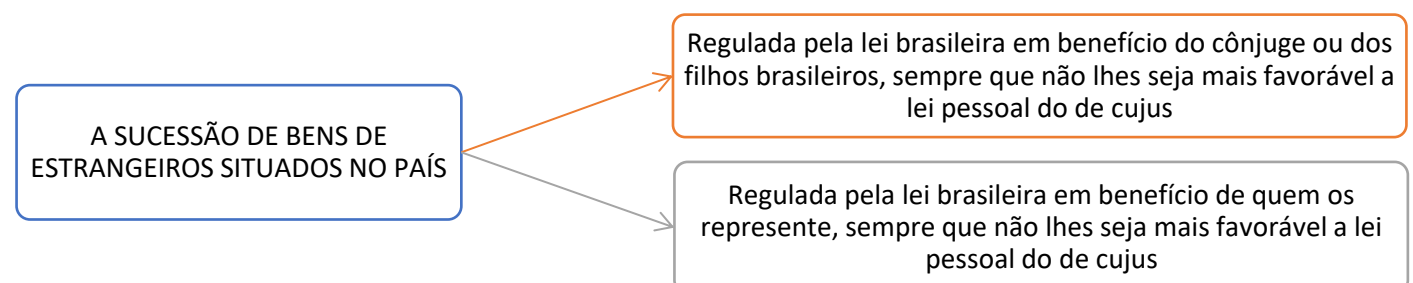 A SUCESSÃO DE BENS DE
ESTRANGEIROS SITUADOS NO PAÍS
Regulada pela lei brasileira em benefício do cônjuge ou dos
filhos brasileiros, sempre que não lhes seja mais favorável a
lei pessoal do de cujus
Regulada pela lei brasileira em benefício de quem os
represente, sempre que não lhes seja mais favorável a lei
pessoal do de cujus